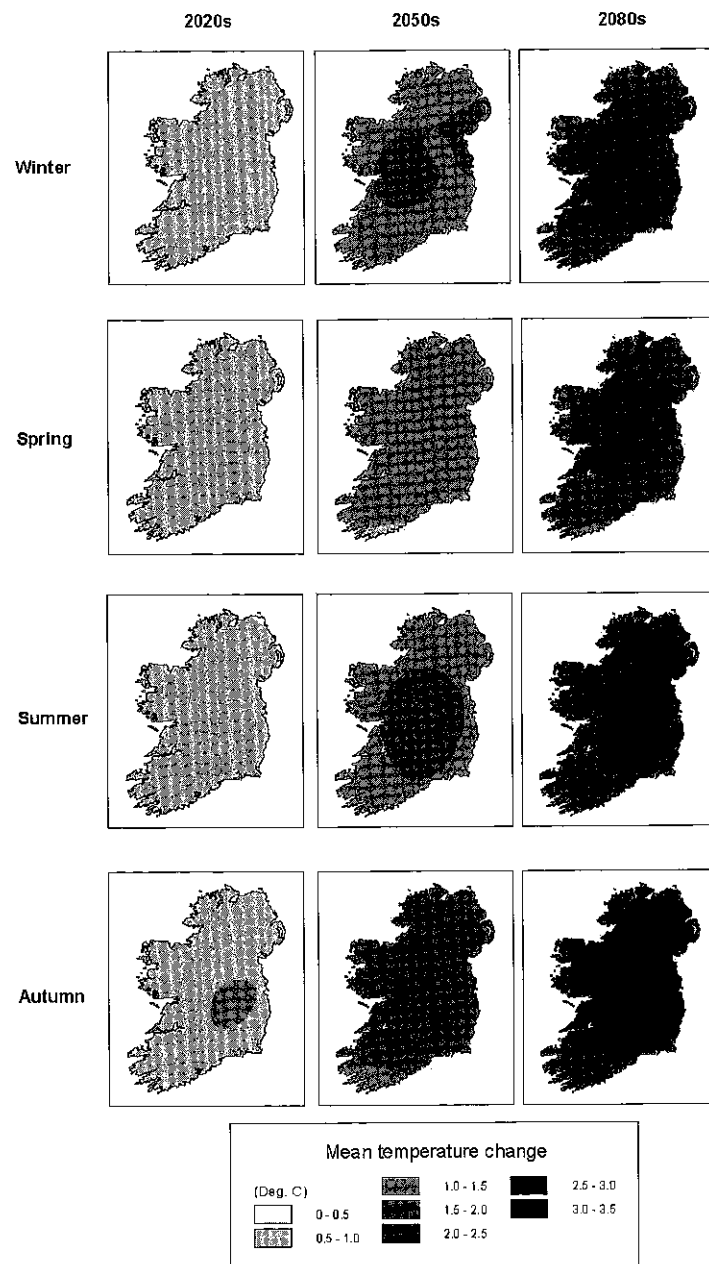 2020s 2050s 2080s
Winter
Spring
Summer
Autumn
Mean temperature change
(Deg. C) 1.0 - 1.5 2.5 - 3.0
0 - 0.5 1.5 - 2.0 3.0 - 3.5
0.5 - 1.0 2.0 - 2.5